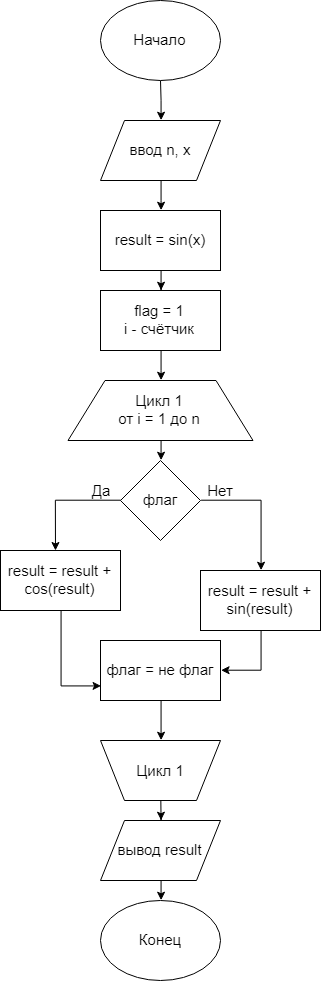 Начало
ввод n, x
result = sin(x)
flag = 1
i - счётчик
Цикл 1
от i = 1 до n
флаг
Да
Нет
result = result +
cos(result)
result = result +
sin(result)
флаг = не флаг
Цикл 1
вывод result
Конец